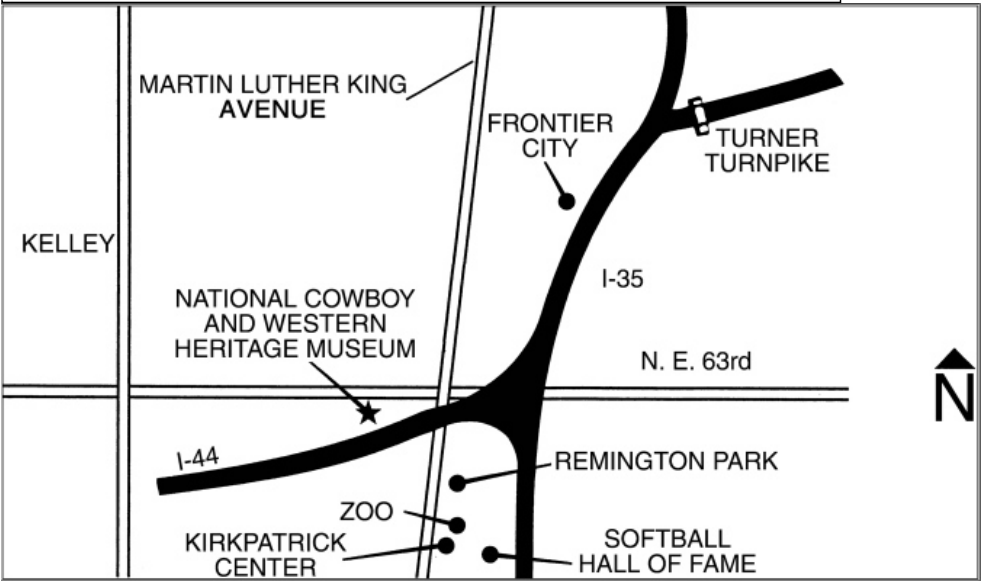 MARTIN LUTHER KING
AVENUE
FRONTIER
CITY
TURNER
TURNPIKE
KELLEY
I-35
NATIONAL COWBOY
AND WESTERN
HERITAGE MUSEUM
N. E. 63rd
N
I-44
REMINGTON PARK
ZOO
KIRKPATRICK
CENTER
SOFTBALL
HALL OF FAME